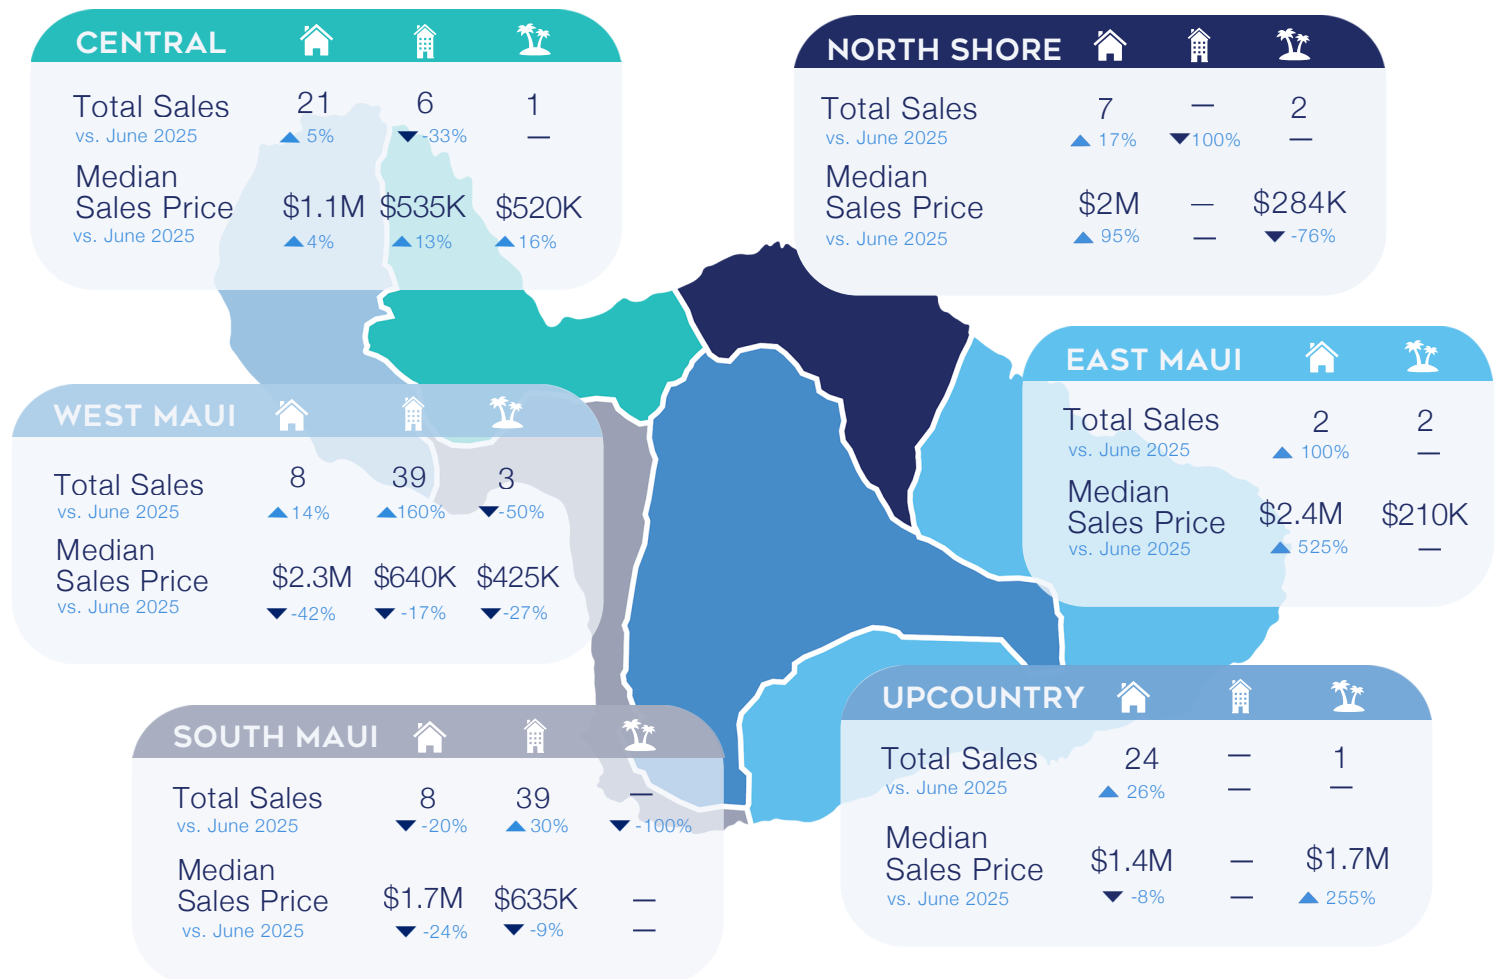 CENTRAL
Total Sales 21 6 1
vs. June 2025 5% -33% —
Median
Sales Price $1.1M $535K $520K
vs. June 2025 4% 13% 16%
NORTH SHORE
Total Sales 7 — 2
vs. June 2025 17% 100% —
Median
Sales Price $2M — $284K
vs. June 2025 95% — -76%
EAST MAUI
Total Sales 2 2
vs. June 2025 100% —
Median
Sales Price $2.4M $210K
vs. June 2025 525% —
WEST MAUI
Total Sales 8 39 3
vs. June 2025 14% 160% -50%
Median
Sales Price $2.3M $640K $425K
vs. June 2025 -42% -17% -27%
SOUTH MAUI
Total Sales 8 39 —
vs. June 2025 -20% 30% -100%
Median
Sales Price $1.7M $635K —
vs. June 2025 -24% -9% —
UPCOUNTRY
Total Sales 24 — 1
vs. June 2025 26% — —
Median
Sales Price $1.4M — $1.7M
vs. June 2025 -8% — 255%